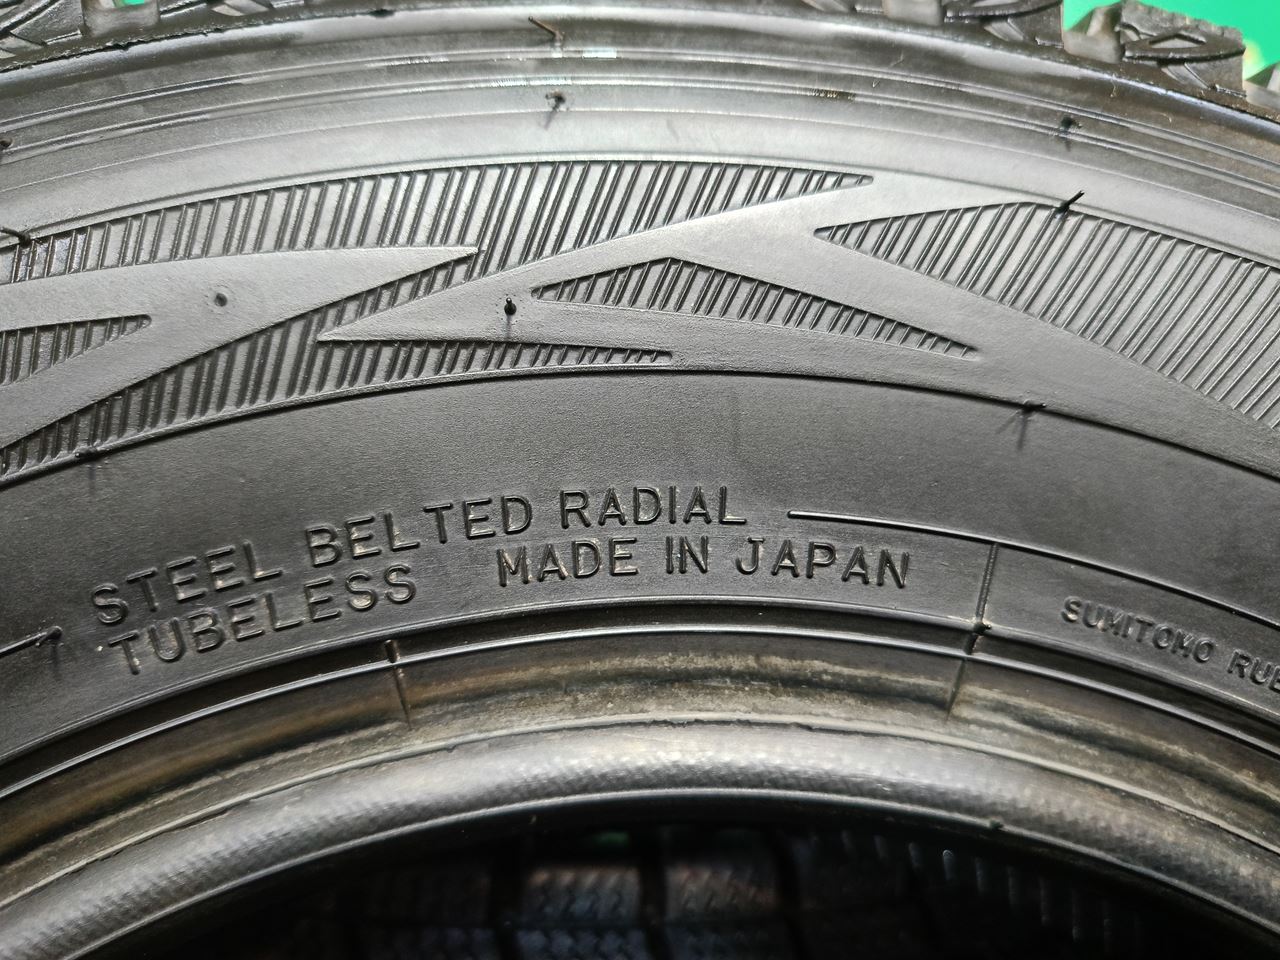 STEEL BELTED RADIAL
TUBELESS MADE IN JAPAN
SUMITOMO